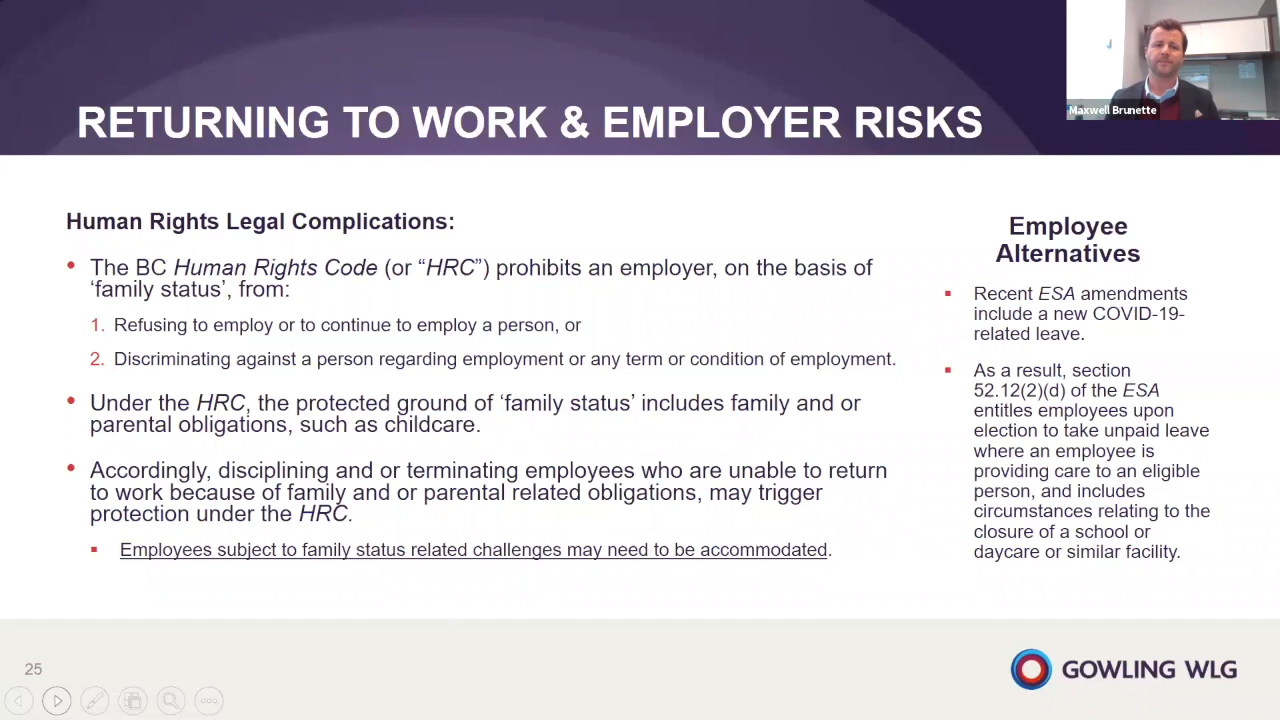 RETURNING TO WORK & EMPLOYER RISKS
Maxwell Brunette
Human Rights Legal Complications:
• The BC Human Rights Code (or “HRC”) prohibits an employer, on the basis of
‘family status’, from:
1. Refusing to employ or to continue to employ a person, or
2. Discriminating against a person regarding employment or any term or condition of employment.
• Under the HRC, the protected ground of ‘family status’ includes family and or
parental obligations, such as childcare.
• Accordingly, disciplining and or terminating employees who are unable to return
to work because of family and or parental related obligations, may trigger
protection under the HRC.
▪ Employees subject to family status related challenges may need to be accommodated.
Employee
Alternatives
▪ Recent ESA amendments
include a new COVID-19-
related leave.
▪ As a result, section
52.12(2)(d) of the ESA
entitles employees upon
election to take unpaid leave
where an employee is
providing care to an eligible
person, and includes
circumstances relating to the
closure of a school or
daycare or similar facility.
25
GOWLING WLG